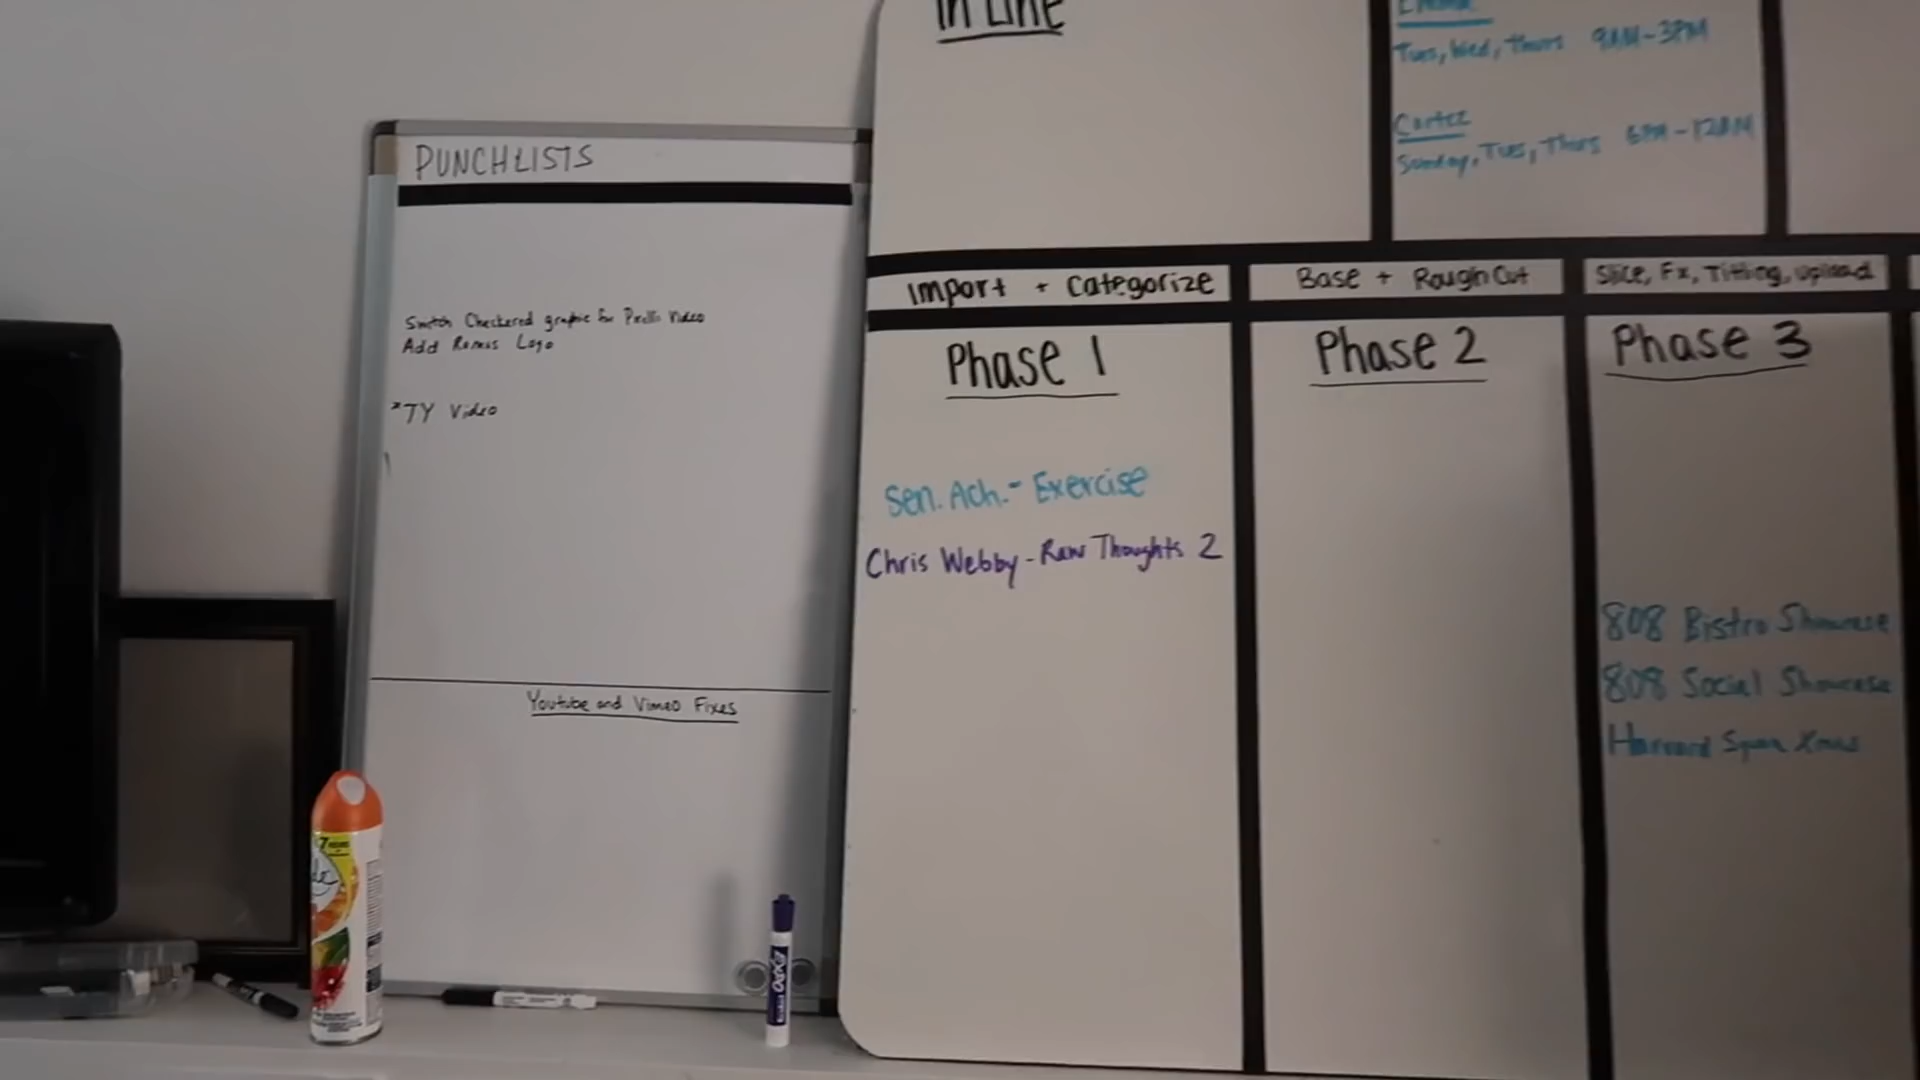 PUNCHLISTS
Switch Checkered graphic for Video
Add Logo
*TY Video
Youtube and Vimeo Fixes
In Line
Tues, Wed, Thurs 9AM-3PM
Cortez
Sunday, Tues, Thurs 6PM-12AM
Import + Categorize
Base + Rough Cut
Slice, Fx, Titling, upload
Phase 1
Phase 2
Phase 3
Sen. Ach.- Exercise
Chris Webby-Raw Thoughts 2
808 Bistro Showcase
808 Social Showcase
Harvard Xmas
7
EXPO